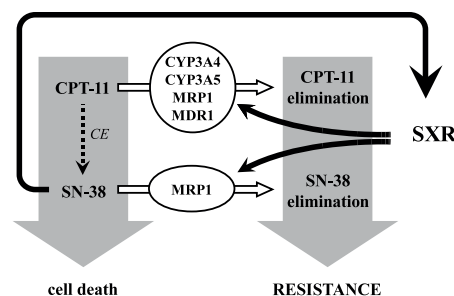 CYP3A4
CYP3A5
MRP1
MDR1
CPT-11
CPT-11
elimination
CE
SXR
SN-38
MRP1
SN-38
elimination
cell death
RESISTANCE